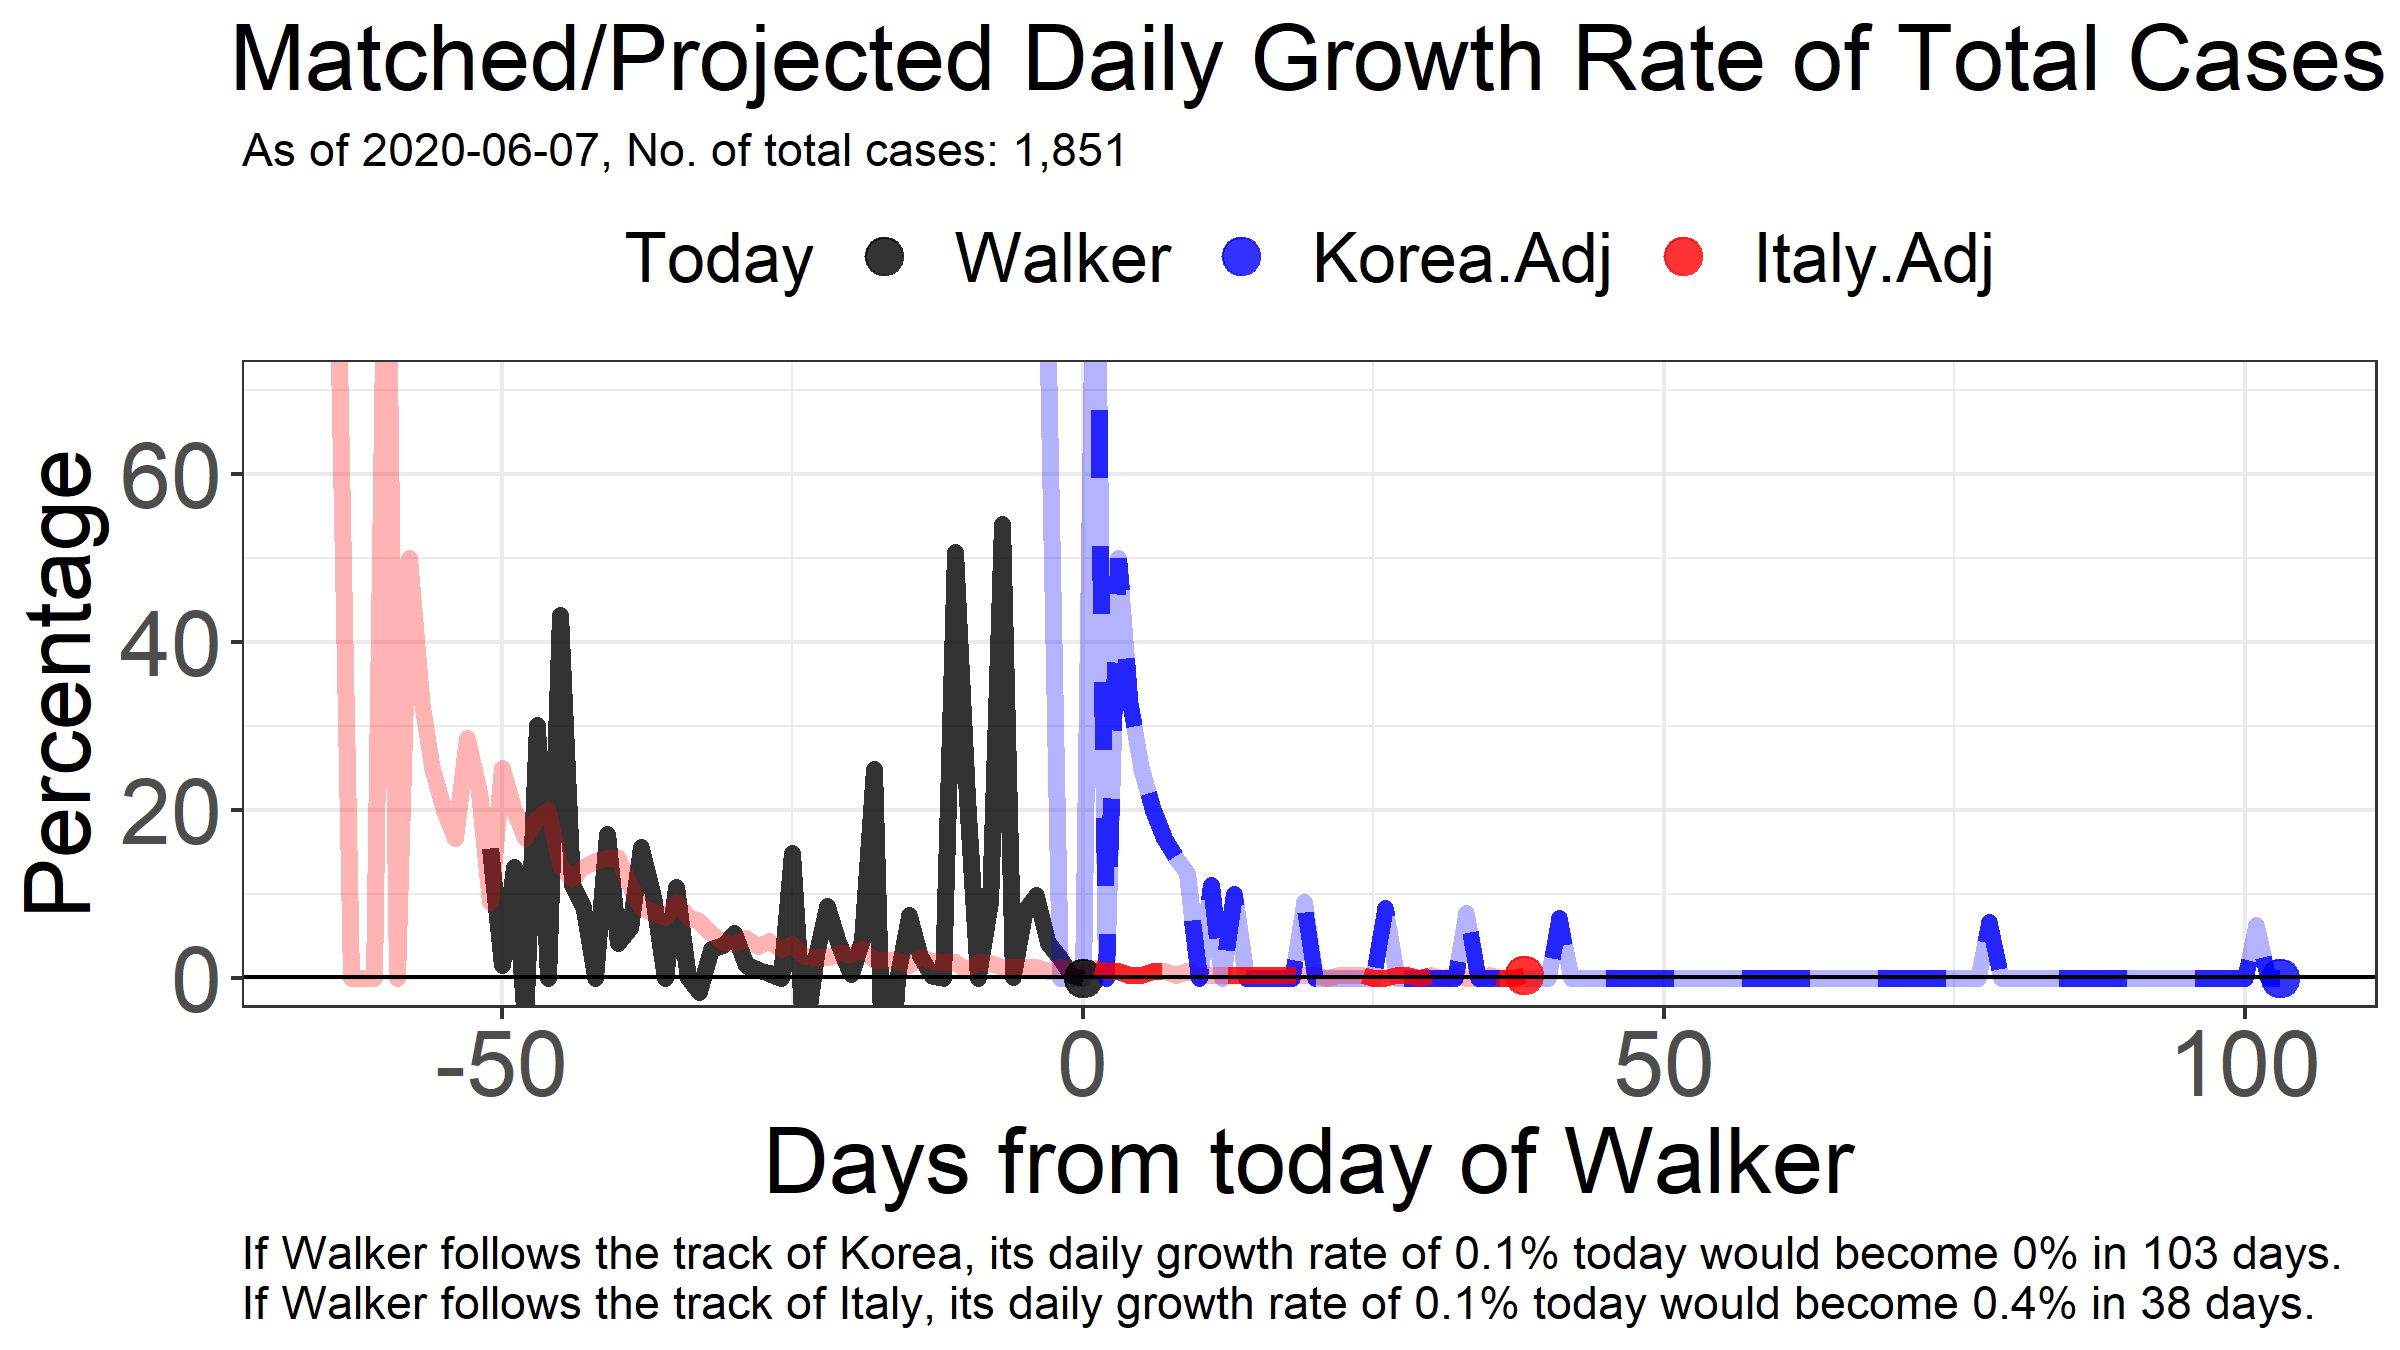 Matched/Projected Daily Growth Rate of Total Cases
As of 2020-06-07, No. of total cases: 1,851
Today Walker Korea.Adj Italy.Adj
Percentage
60
40
20
0
-50 0 50 100
Days from today of Walker
If Walker follows the track of Korea, its daily growth rate of 0.1% today would become 0% in 103 days.
If Walker follows the track of Italy, its daily growth rate of 0.1% today would become 0.4% in 38 days.